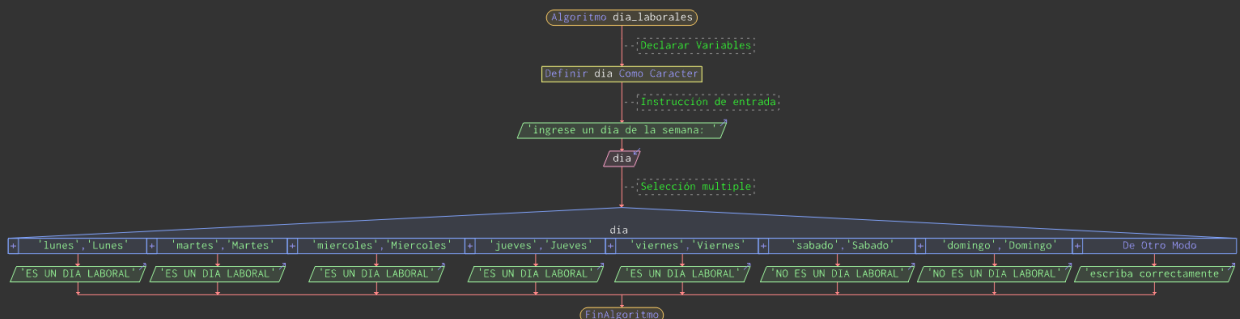 Algoritmo dia_laborales
Declarar Variables
Definir dia Como Caracter
Instrucción de entrada
'ingrese un dia de la semana: '
dia
Selección multiple
dia
'lunes','Lunes' 'martes','Martes' 'miercoles','Miercoles' 'jueves','Jueves' 'viernes','Viernes' 'sabado','Sabado' 'domingo','Domingo' De Otro Modo
'ES UN DIA LABORAL' 'ES UN DIA LABORAL' 'ES UN DIA LABORAL' 'ES UN DIA LABORAL' 'ES UN DIA LABORAL' 'NO ES UN DIA LABORAL' 'NO ES UN DIA LABORAL' 'escriba correctamente'
FinAlgoritmo